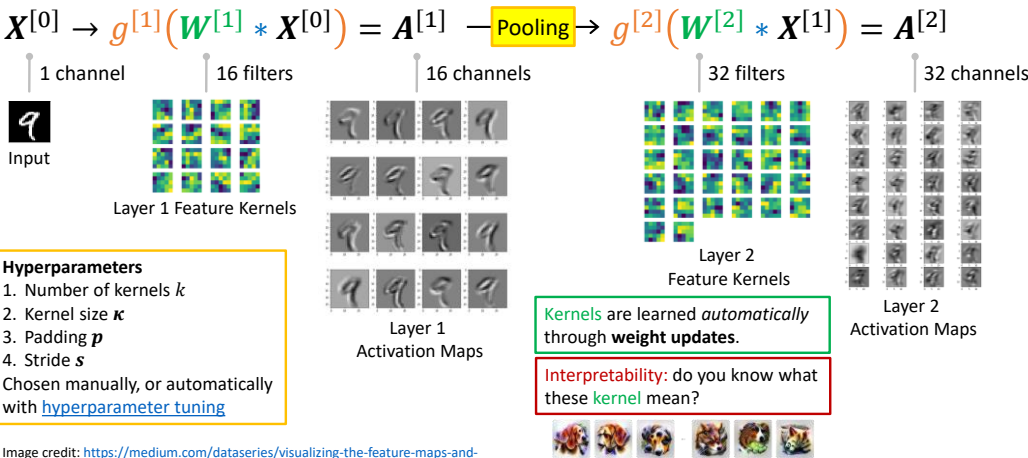 X^[0] → g^[1](W^[1] * X^[0]) = A^[1] — Pooling → g^[2](W^[2] * X^[1]) = A^[2]
1 channel
16 filters
16 channels
32 filters
32 channels
Input
Layer 1 Feature Kernels
Layer 1
Activation Maps
Layer 2
Feature Kernels
Layer 2
Activation Maps
Hyperparameters
1. Number of kernels k
2. Kernel size κ
3. Padding p
4. Stride s
Chosen manually, or automatically
with hyperparameter tuning
Kernels are learned automatically
through weight updates.
Interpretability: do you know what
these kernel mean?
Image credit: https://medium.com/dataseries/visualizing-the-feature-maps-and-